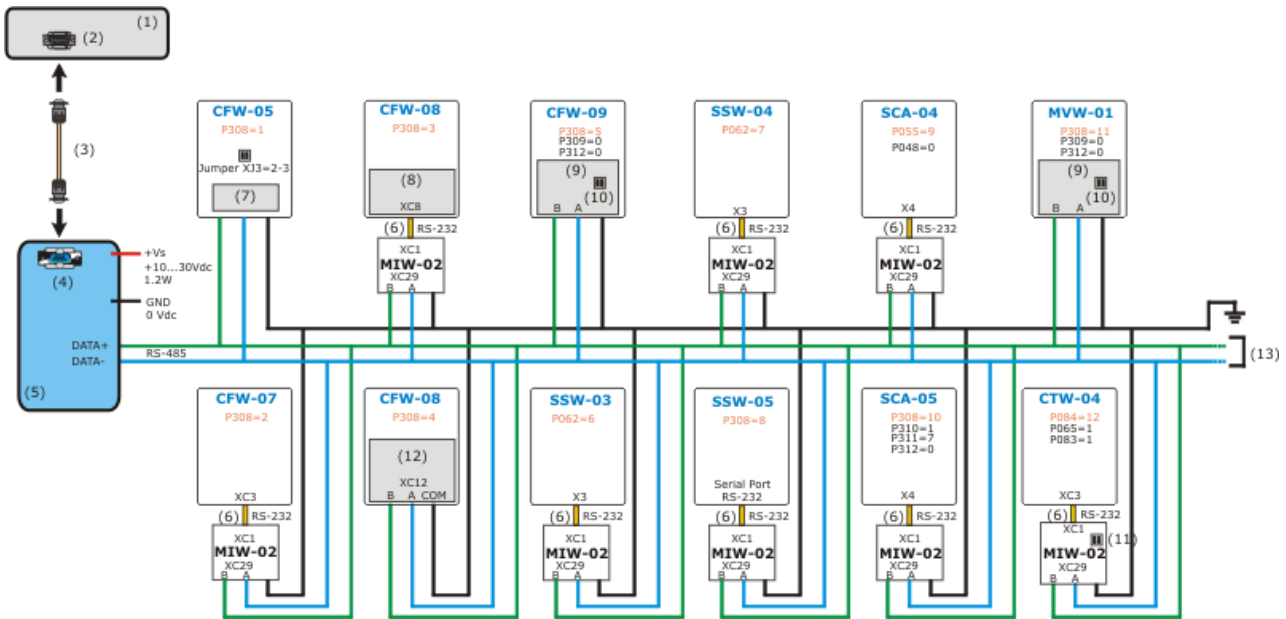 (1)
(2)
(3)
(4)
(5)
+Vs
+10...30Vdc
1.2W
GND
0 Vdc
DATA+
DATA-
RS-485
CFW-05
P308=1
Jumper XJ3=2-3
(7)
CFW-08
P308=3
(8)
XC8
(6) RS-232
XC1
MIW-02
XC29
B A
CFW-09
P308=5
P309=0
P312=0
(9)
(10)
B A
SSW-04
P062=7
X3
(6) RS-232
XC1
MIW-02
XC29
B A
SCA-04
P055=9
P048=0
X4
(6) RS-232
XC1
MIW-02
XC29
B A
MVW-01
P308=11
P309=0
P312=0
(9)
(10)
B A
(13)
CFW-07
P308=2
XC3
(6) RS-232
XC1
MIW-02
XC29
B A
CFW-08
P308=4
(12)
XC12
B A COM
SSW-03
P062=6
X3
(6) RS-232
XC1
MIW-02
XC29
B A
SSW-05
P308=8
Serial Port
RS-232
(6) RS-232
XC1
MIW-02
XC29
B A
SCA-05
P308=10
P310=1
P311=7
P312=0
X4
(6) RS-232
XC1
MIW-02
XC29
B A
CTW-04
P084=12
P065=1
P083=1
XC3
(6) RS-232
XC1
(11)
MIW-02
XC29
B A